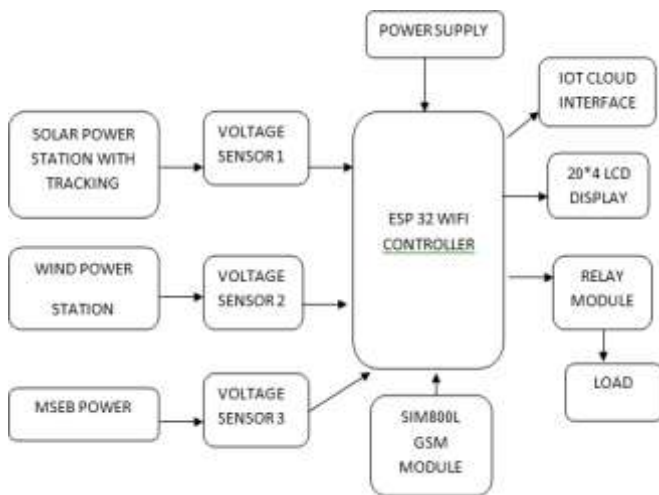 POWER SUPPLY
IOT CLOUD
INTERFACE
SOLAR POWER
STATION WITH
TRACKING
VOLTAGE
SENSOR 1
20*4 LCD
DISPLAY
ESP 32 WIFI
CONTROLLER
WIND POWER
STATION
VOLTAGE
SENSOR 2
RELAY
MODULE
MSEB POWER
VOLTAGE
SENSOR 3
SIM800L
GSM
MODULE
LOAD